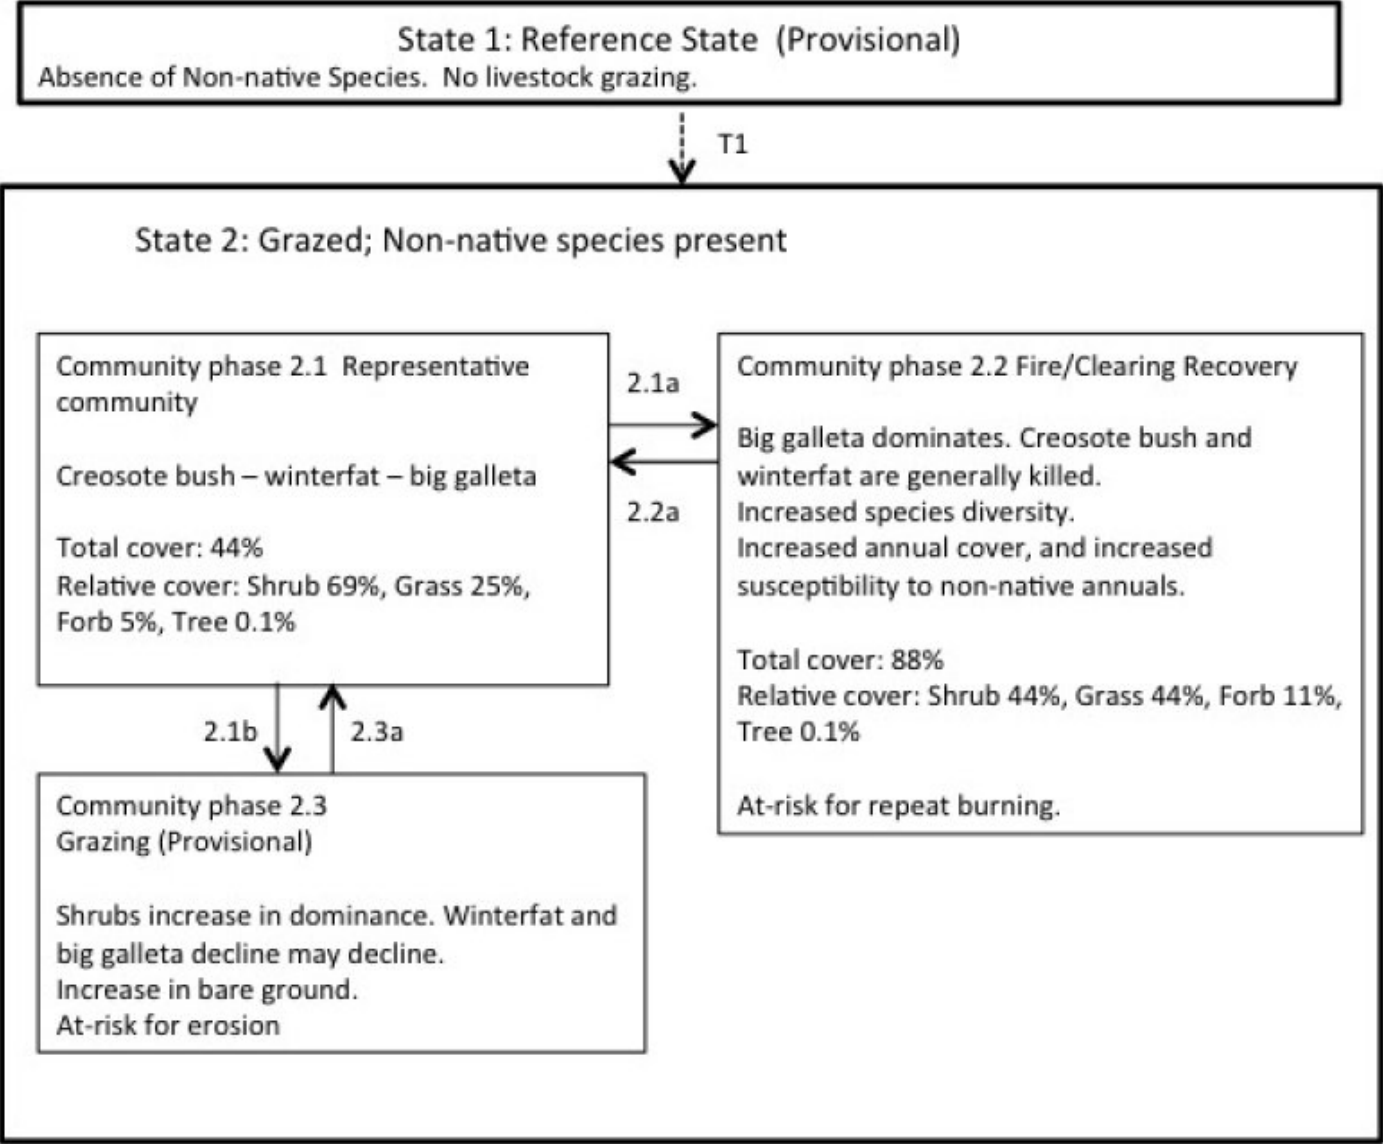 State 1: Reference State  (Provisional)
Absence of Non-native Species.  No livestock grazing.
T1
State 2: Grazed; Non-native species present
Community phase 2.1  Representative
community
Creosote bush – winterfat – big galleta
Total cover: 44%
Relative cover: Shrub 69%, Grass 25%,
Forb 5%, Tree 0.1%
2.1a
2.2a
Community phase 2.2 Fire/Clearing Recovery
Big galleta dominates. Creosote bush and
winterfat are generally killed.
Increased species diversity.
Increased annual cover, and increased
susceptibility to non-native annuals.
Total cover: 88%
Relative cover: Shrub 44%, Grass 44%, Forb 11%,
Tree 0.1%
At-risk for repeat burning.
2.1b
2.3a
Community phase 2.3
Grazing (Provisional)
Shrubs increase in dominance. Winterfat and
big galleta decline may decline.
Increase in bare ground.
At-risk for erosion